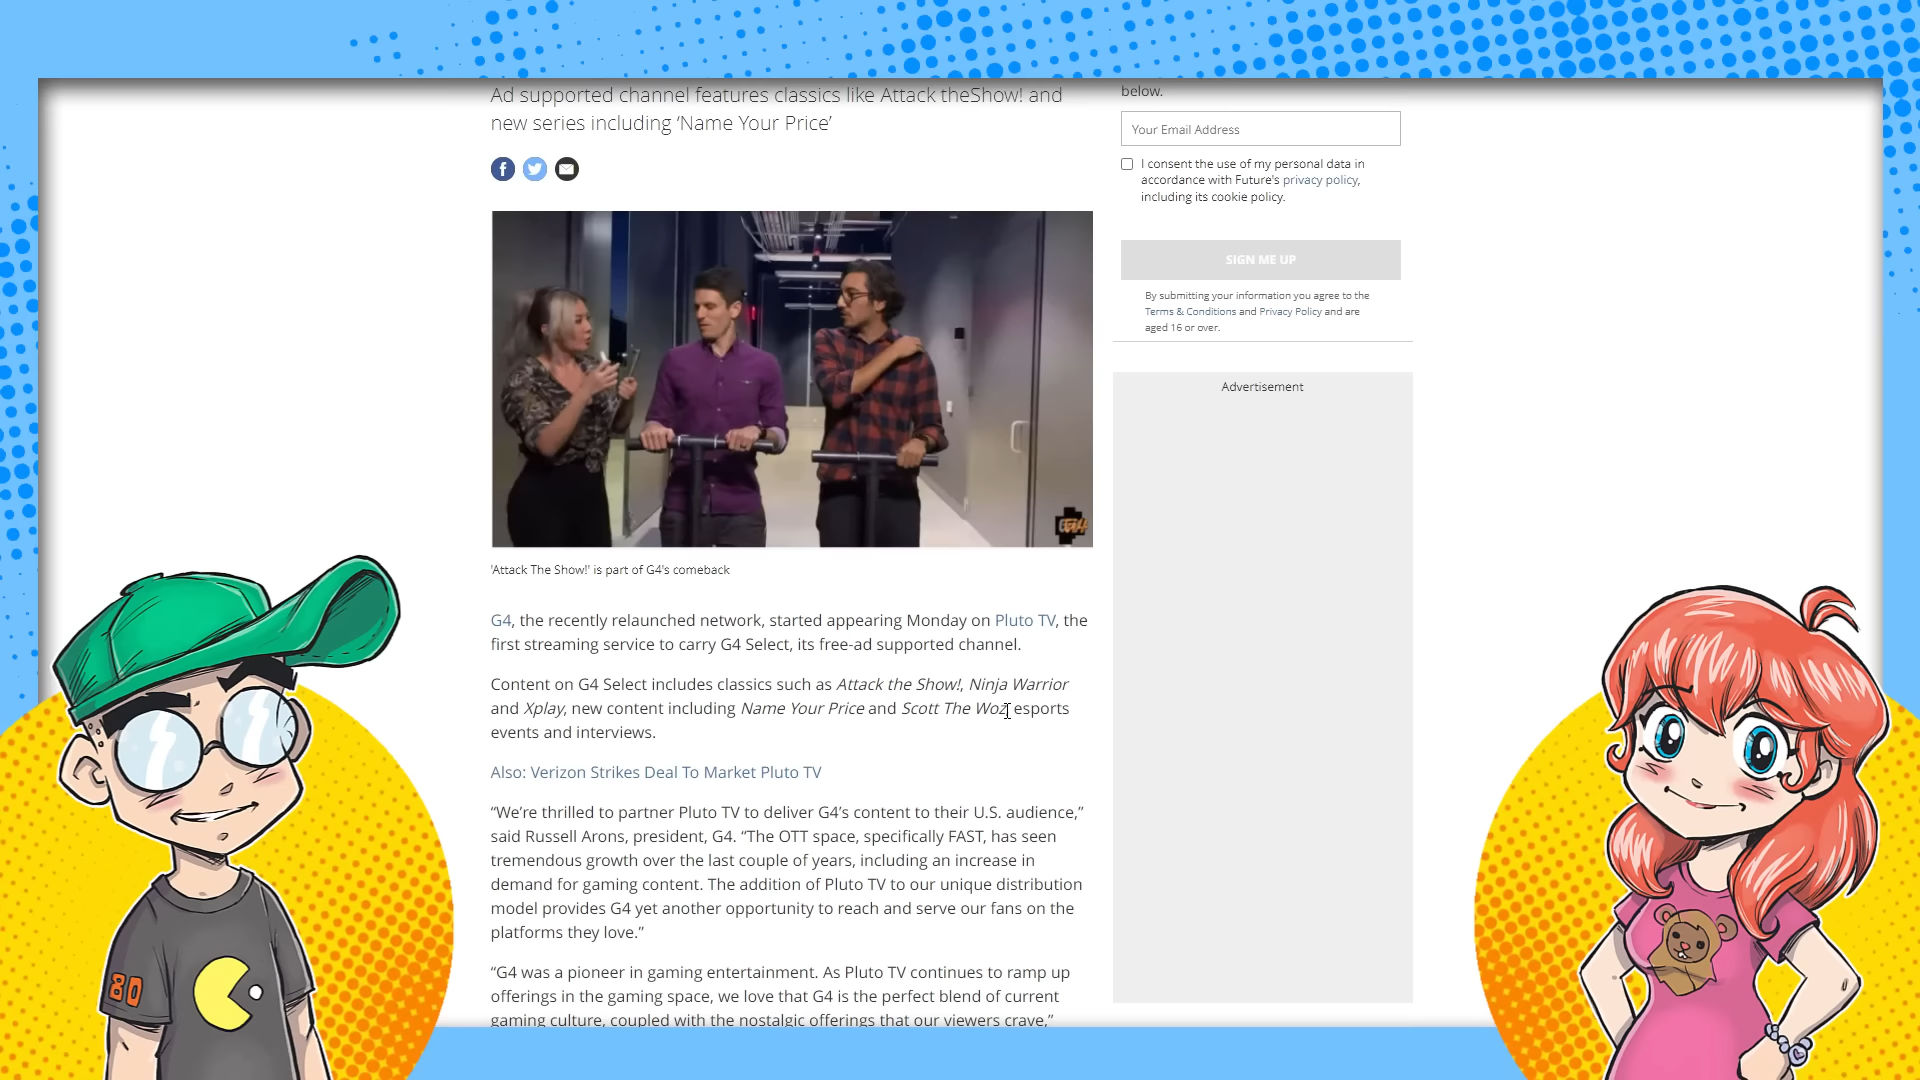 Ad supported channel features classics like Attack theShow! and
new series including ‘Name Your Price’
'Attack The Show!' is part of G4's comeback
G4, the recently relaunched network, started appearing Monday on Pluto TV, the
first streaming service to carry G4 Select, its free-ad supported channel.
Content on G4 Select includes classics such as Attack the Show!, Ninja Warrior
and Xplay, new content including Name Your Price and Scott The Woz, esports
events and interviews.
Also: Verizon Strikes Deal To Market Pluto TV
“We’re thrilled to partner Pluto TV to deliver G4’s content to their U.S. audience,”
said Russell Arons, president, G4. “The OTT space, specifically FAST, has seen
tremendous growth over the last couple of years, including an increase in
demand for gaming content. The addition of Pluto TV to our unique distribution
model provides G4 yet another opportunity to reach and serve our fans on the
platforms they love.”
“G4 was a pioneer in gaming entertainment. As Pluto TV continues to ramp up
offerings in the gaming space, we love that G4 is the perfect blend of current
gaming culture, coupled with the nostalgic offerings that our viewers crave,”
below.
Your Email Address
I consent the use of my personal data in
accordance with Future's privacy policy,
including its cookie policy.
SIGN ME UP
By submitting your information you agree to the
Terms & Conditions and Privacy Policy and are
aged 16 or over.
Advertisement
G4
80